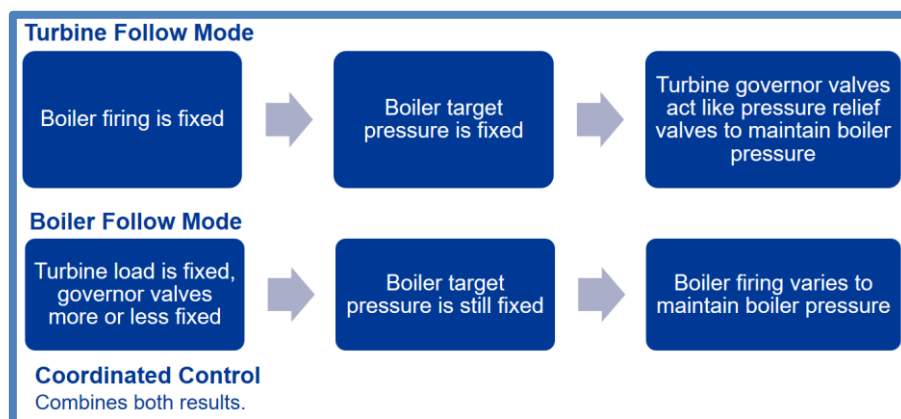 Turbine Follow Mode
Boiler firing is fixed
Boiler target
pressure is fixed
Turbine governor valves
act like pressure relief
valves to maintain boiler
pressure
Boiler Follow Mode
Turbine load is fixed,
governor valves
more or less fixed
Boiler target
pressure is still fixed
Boiler firing varies to
maintain boiler pressure
Coordinated Control
Combines both results.